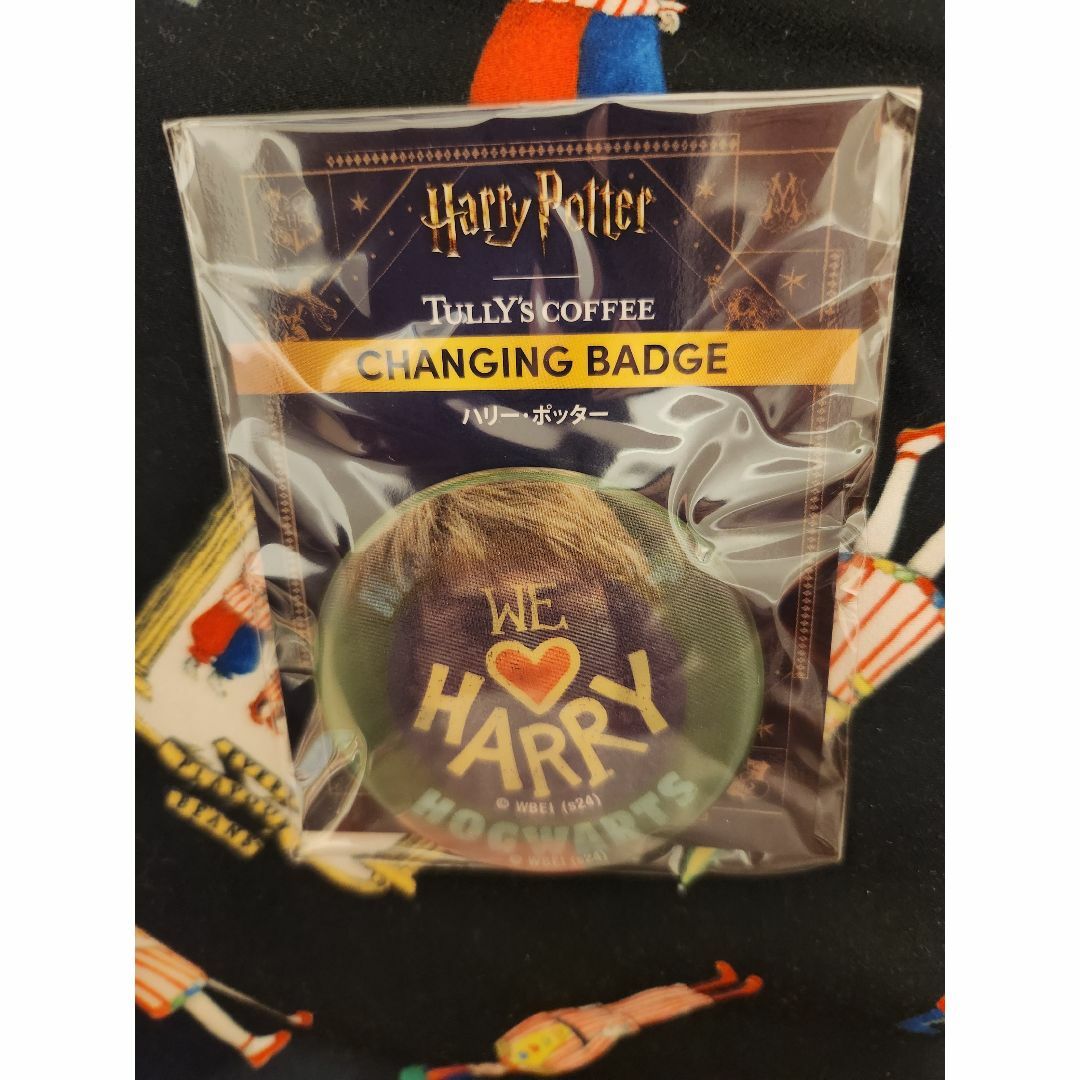 Harry Potter
TULLY'S COFFEE
CHANGING BADGE
ハリー・ポッター
WE
HARRY
© WBEI (s24)
HOGWARTS
© WBEI (s24)
BEANS